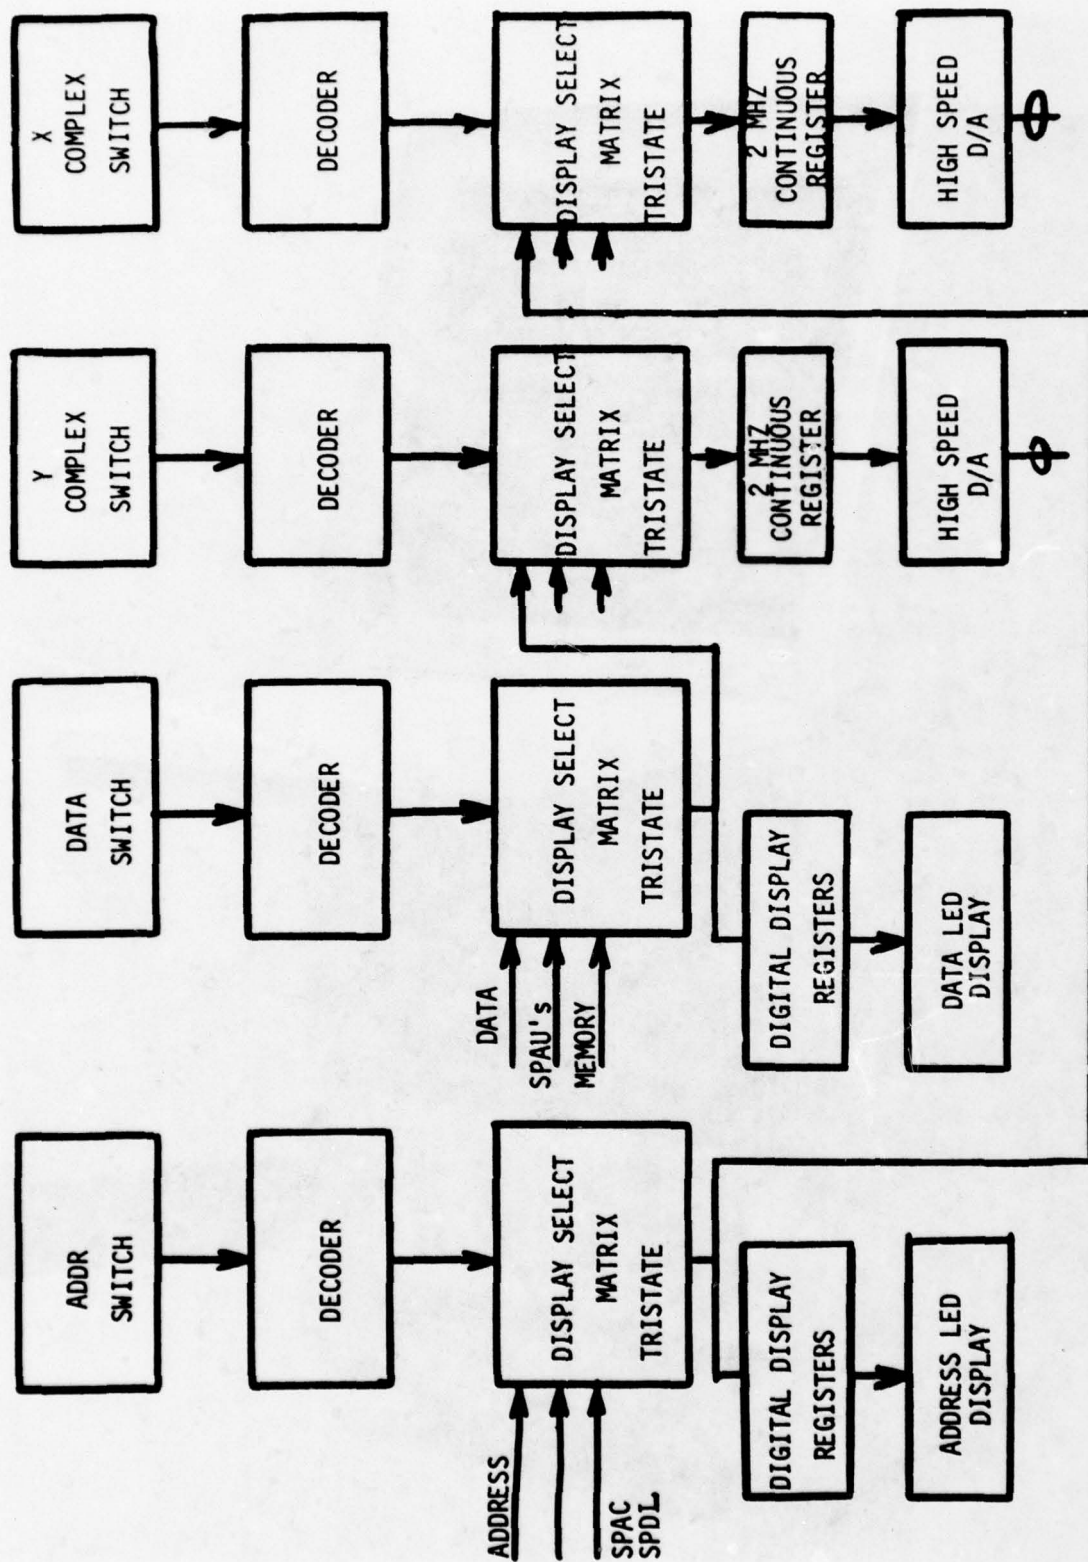 ADDR
SWITCH
DECODER
ADDRESS
SPAC
SPDL
DISPLAY SELECT
MATRIX
TRISTATE
DIGITAL DISPLAY
REGISTERS
ADDRESS LED
DISPLAY
DATA
SWITCH
DECODER
DATA
SPAU's
MEMORY
DISPLAY SELECT
MATRIX
TRISTATE
DIGITAL DISPLAY
REGISTERS
DATA LED
DISPLAY
Y
COMPLEX
SWITCH
DECODER
DISPLAY SELECT
MATRIX
TRISTATE
2 MHZ
CONTINUOUS
REGISTER
HIGH SPEED
D/A
X
COMPLEX
SWITCH
DECODER
DISPLAY SELECT
MATRIX
TRISTATE
2 MHZ
CONTINUOUS
REGISTER
HIGH SPEED
D/A